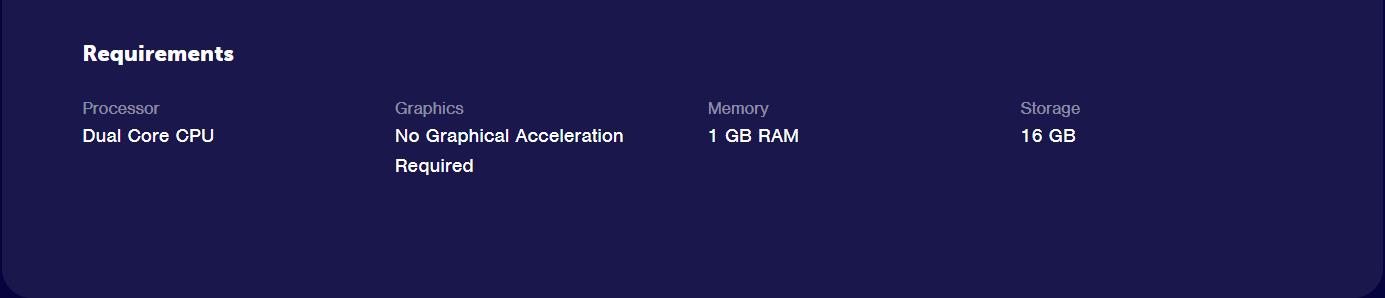 Requirements
Processor
Dual Core CPU
Graphics
No Graphical Acceleration
Required
Memory
1 GB RAM
Storage
16 GB